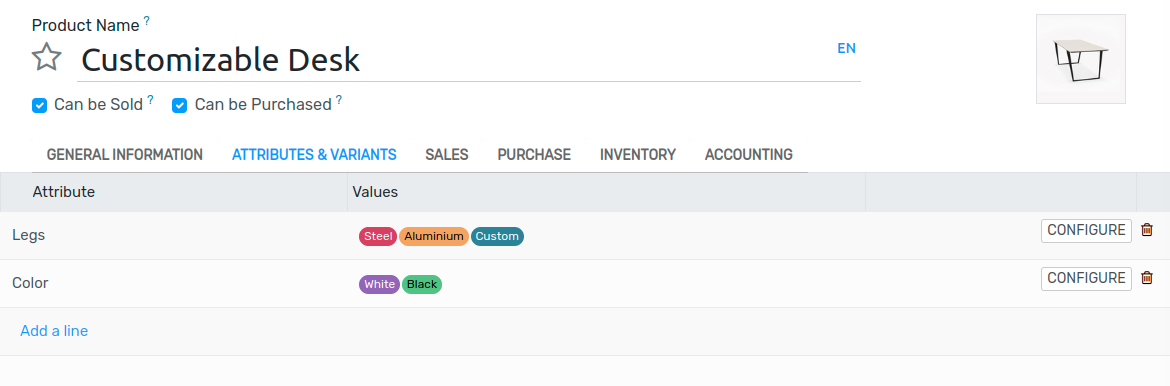 Product Name ?
Customizable Desk EN
Can be Sold ? Can be Purchased ?
GENERAL INFORMATION ATTRIBUTES & VARIANTS SALES PURCHASE INVENTORY ACCOUNTING
Attribute Values
Legs Steel Aluminium Custom CONFIGURE
Color White Black CONFIGURE
Add a line